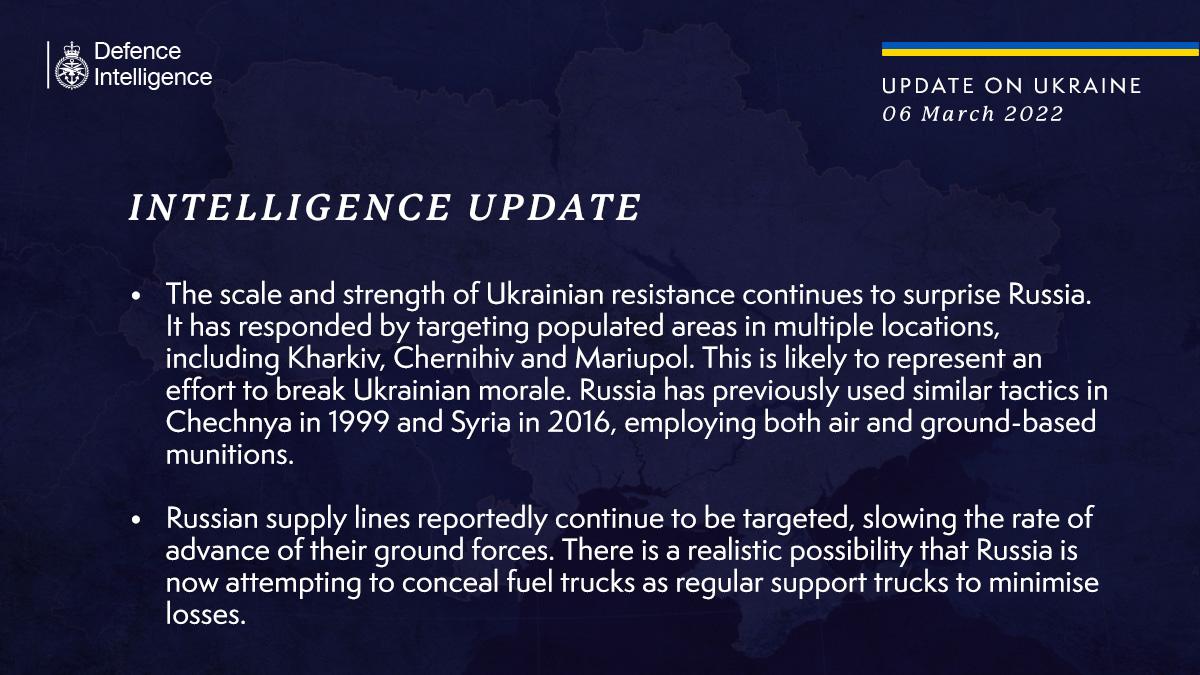 Defence
Intelligence
UPDATE ON UKRAINE
06 March 2022
INTELLIGENCE UPDATE
• The scale and strength of Ukrainian resistance continues to surprise Russia.
It has responded by targeting populated areas in multiple locations,
including Kharkiv, Chernihiv and Mariupol. This is likely to represent an
effort to break Ukrainian morale. Russia has previously used similar tactics in
Chechnya in 1999 and Syria in 2016, employing both air and ground-based
munitions.
• Russian supply lines reportedly continue to be targeted, slowing the rate of
advance of their ground forces. There is a realistic possibility that Russia is
now attempting to conceal fuel trucks as regular support trucks to minimise
losses.